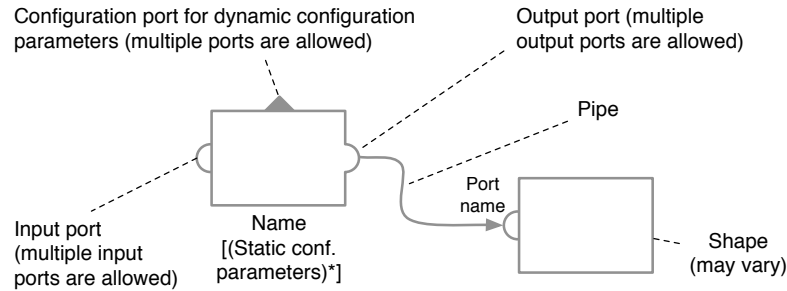 Configuration port for dynamic configuration
parameters (multiple ports are allowed)
Output port (multiple
output ports are allowed)
Pipe
Port
name
Input port
(multiple input
ports are allowed)
Name
[(Static conf.
parameters)*]
Shape
(may vary)